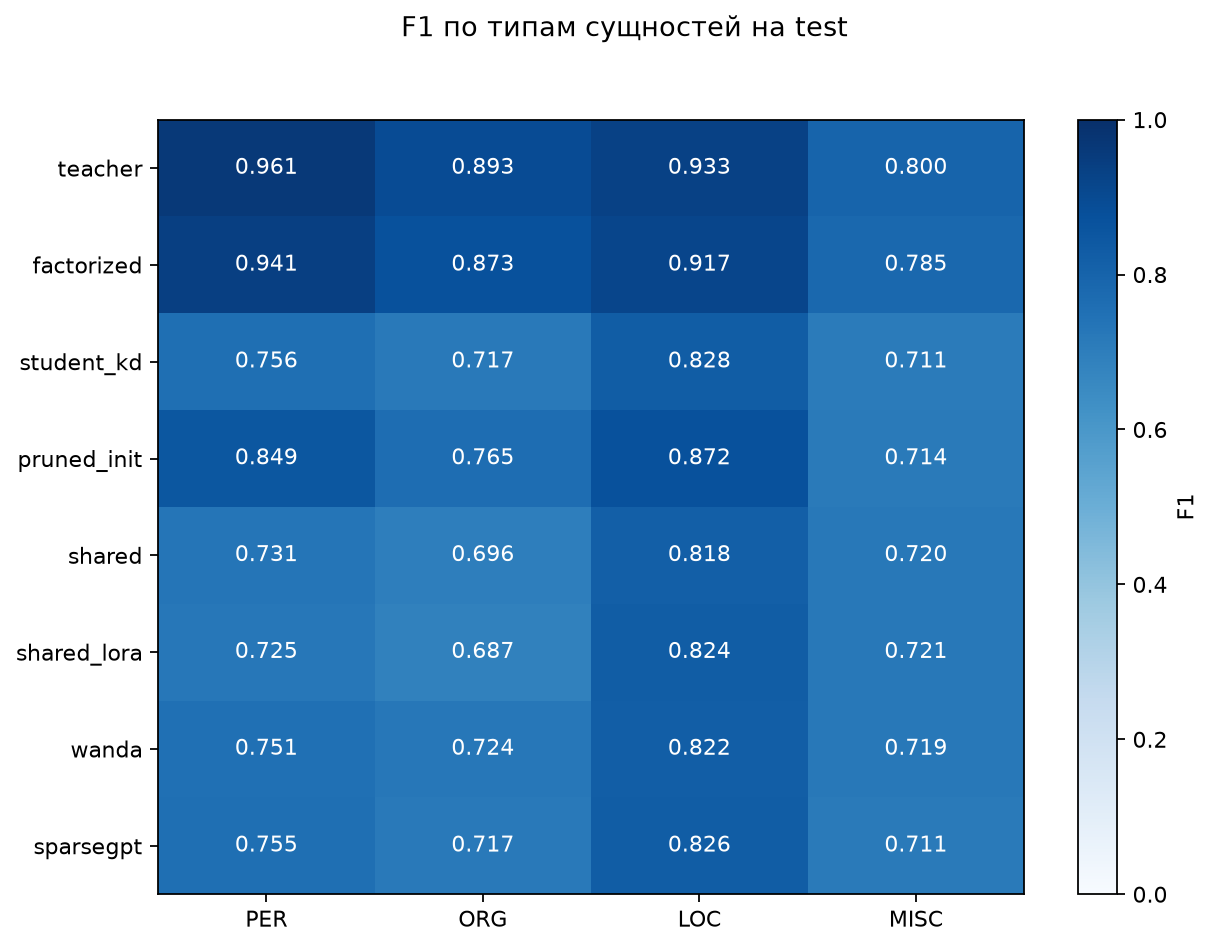 F1 по типам сущностей на test
teacher 0.961 0.893 0.933 0.800
factorized 0.941 0.873 0.917 0.785
student_kd 0.756 0.717 0.828 0.711
pruned_init 0.849 0.765 0.872 0.714
shared 0.731 0.696 0.818 0.720
shared_lora 0.725 0.687 0.824 0.721
wanda 0.751 0.724 0.822 0.719
sparsegpt 0.755 0.717 0.826 0.711
PER ORG LOC MISC
1.0
0.8
0.6
0.4
0.2
0.0
F1